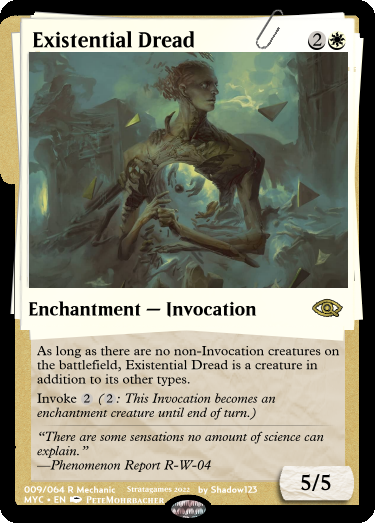 Existential Dread 2
Enchantment — Invocation
As long as there are no non-Invocation creatures on
the battlefield, Existential Dread is a creature in
addition to its other types.
Invoke 2 (2: This Invocation becomes an
enchantment creature until end of turn.)
“There are some sensations no amount of science can
explain.”
—Phenomenon Report R-W-04
5/5
009/064 R Mechanic Stratagames 2022 by Shadow123
MYC • EN PeteMohrbacher